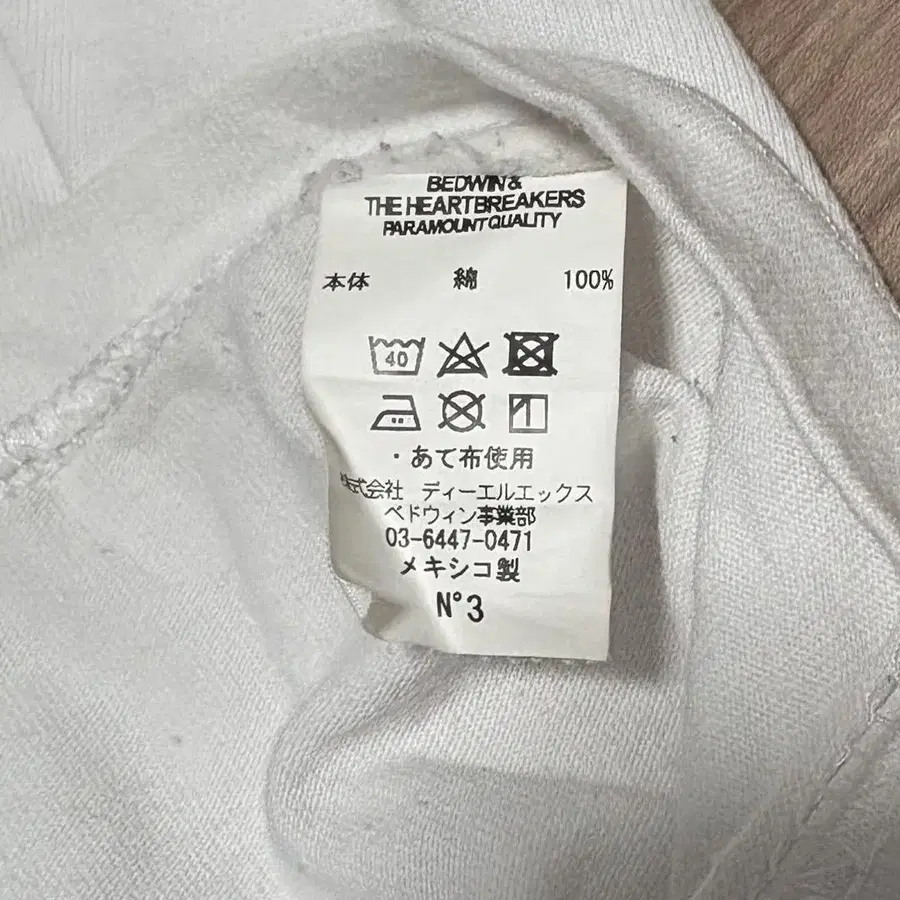 BEDWIN &
THE HEARTBREAKERS
PARAMOUNT QUALITY
本体 綿 100%
40
・あて布使用
株式会社 ディーエルエックス
ベドウィン事業部
03-6447-0471
メキシコ製
N°3